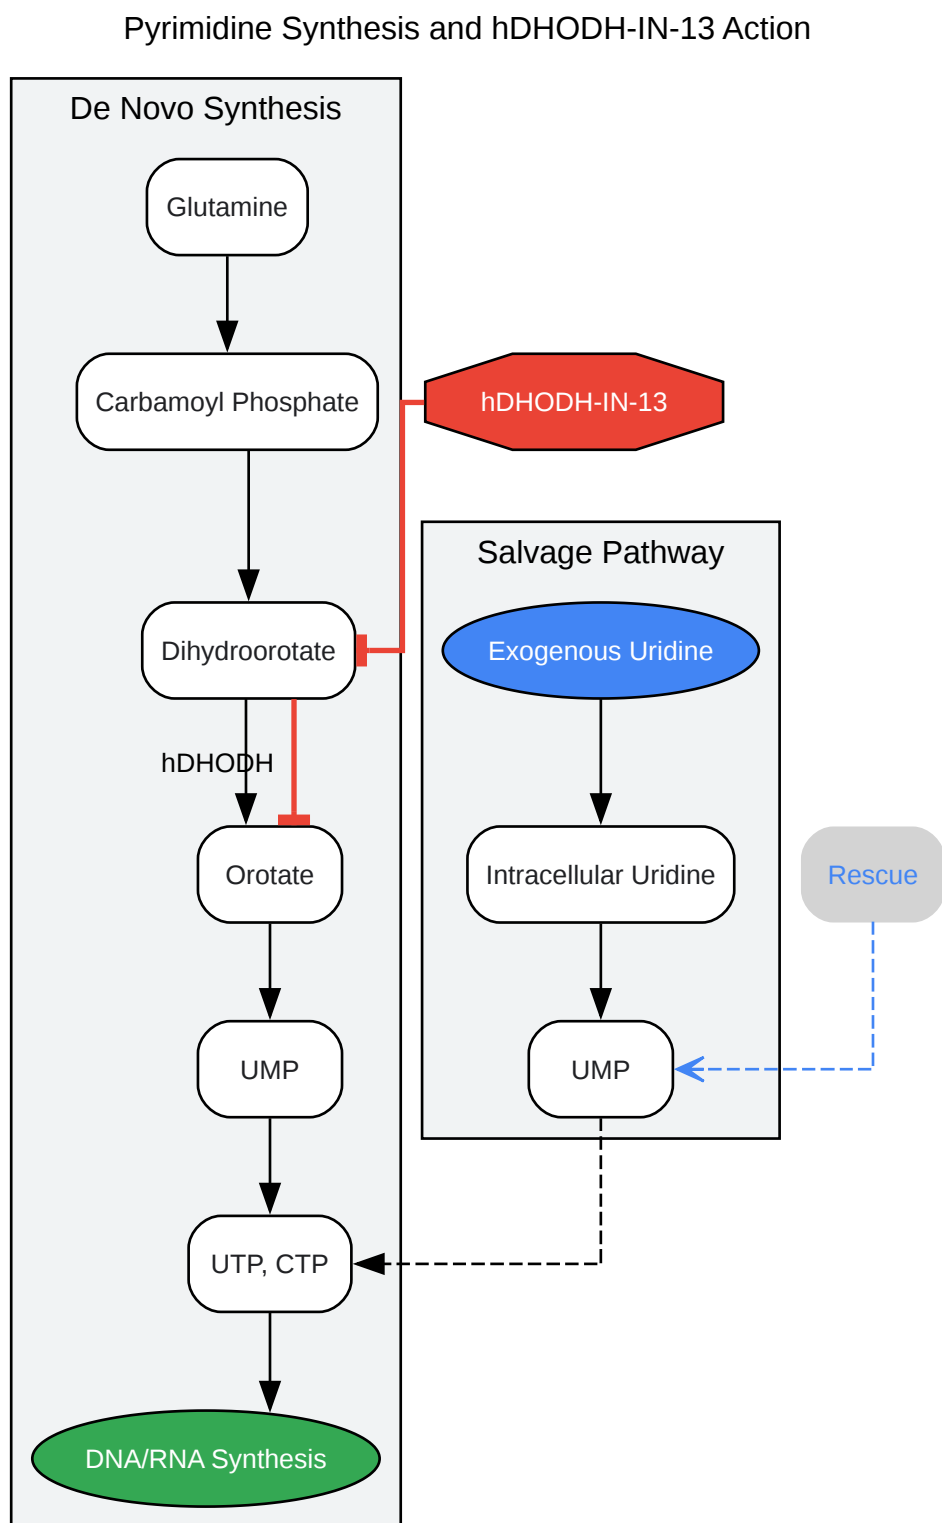 Pyrimidine Synthesis and hDHODH-IN-13 Action
De Novo Synthesis
Glutamine
Carbamoyl Phosphate
hDHODH-IN-13
Salvage Pathway
Dihydroorotate
Exogenous Uridine
hDHODH
Orotate
Intracellular Uridine
Rescue
UMP
UMP
UTP, CTP
DNA/RNA Synthesis